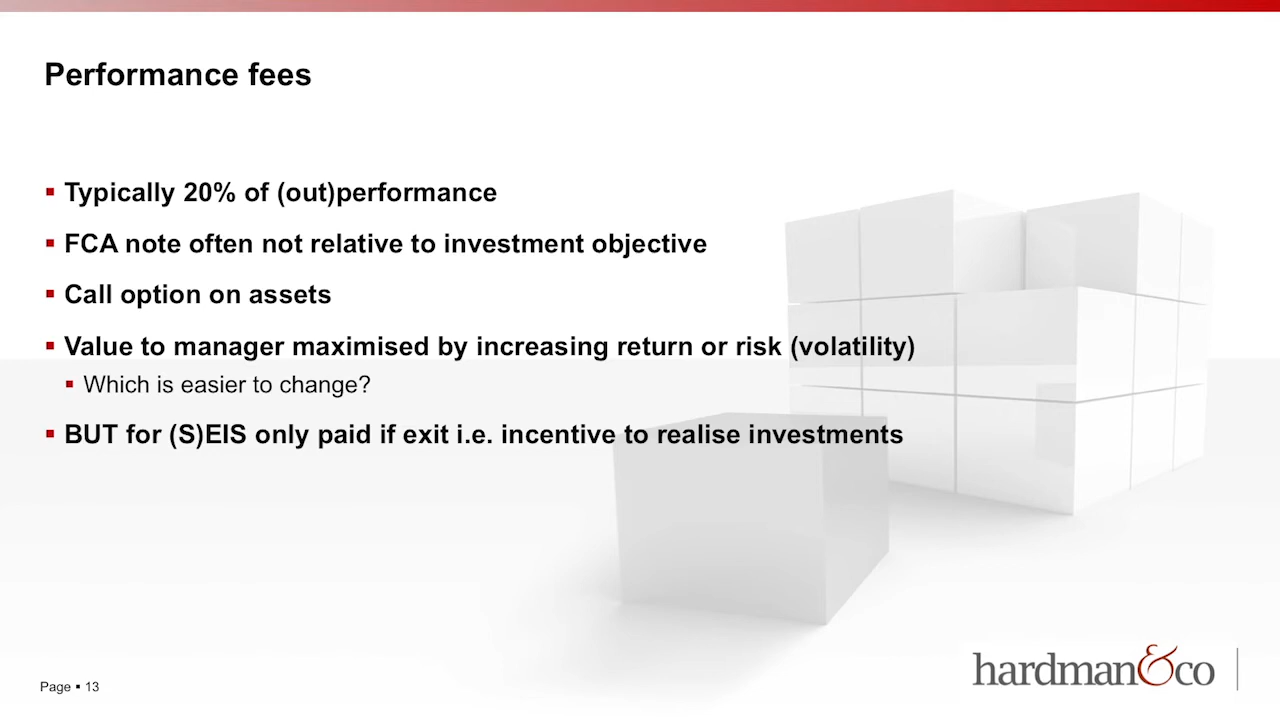 Performance fees
▪ Typically 20% of (out)performance
▪ FCA note often not relative to investment objective
▪ Call option on assets
▪ Value to manager maximised by increasing return or risk (volatility)
▪ Which is easier to change?
▪ BUT for (S)EIS only paid if exit i.e. incentive to realise investments
Page ▪ 13
hardman&co